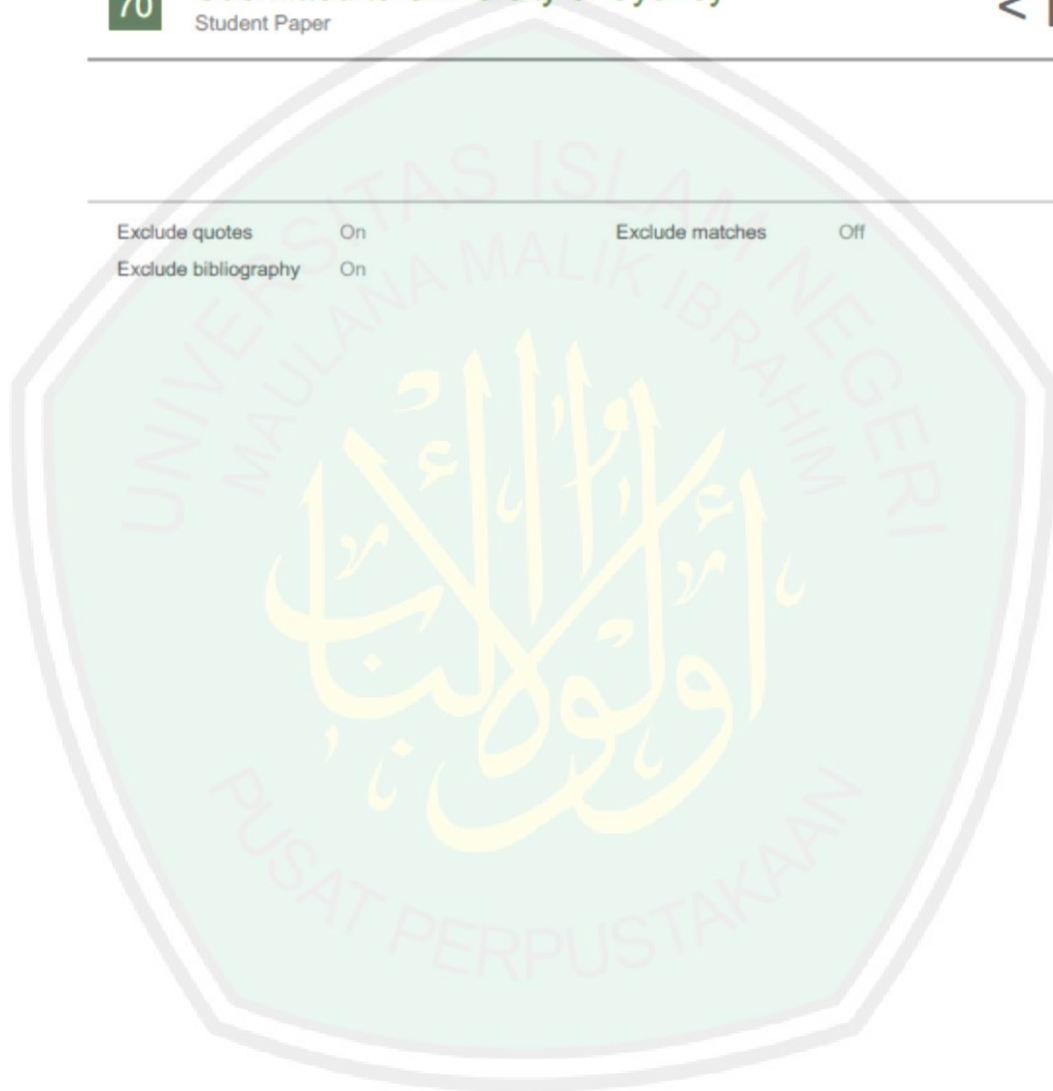 70
Student Paper
Exclude quotes On Exclude matches Off
Exclude bibliography On
UNIVERSITAS ISLAM NEGERI
MAULANA MALIK IBRAHIM
أولوا الألباب
PUSAT PERPUSTAKAAN